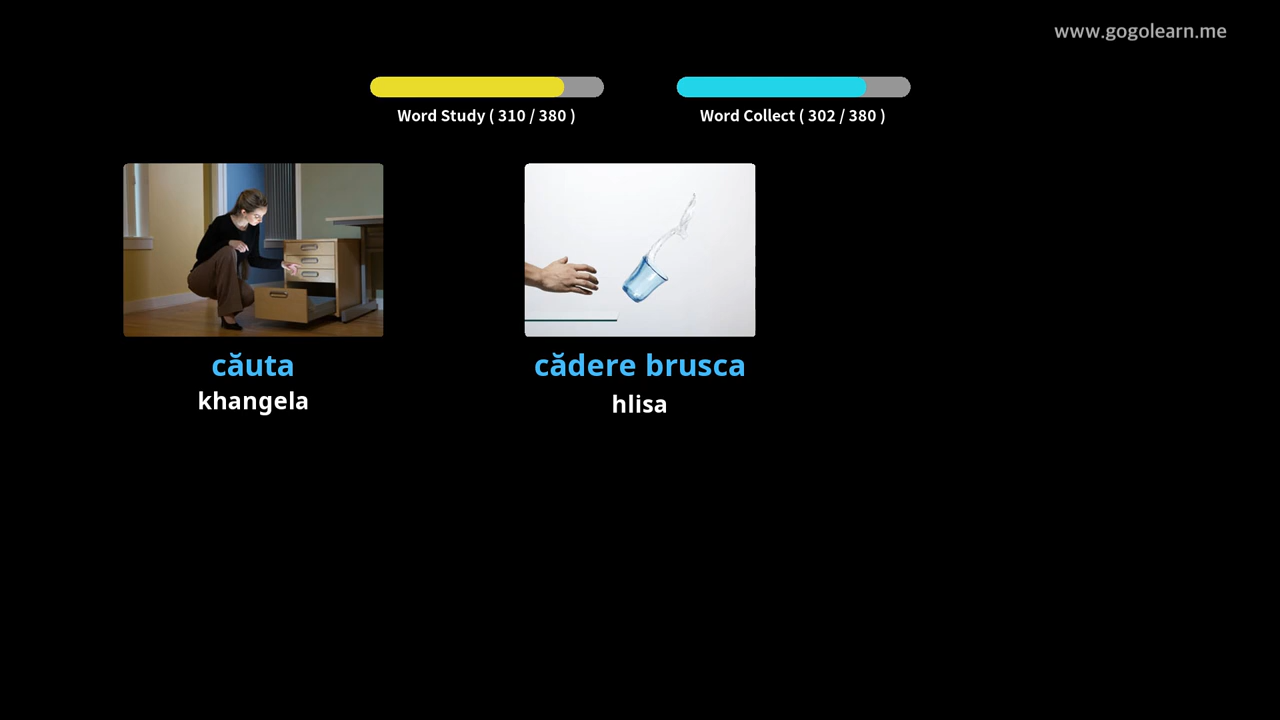 www.gogolearn.me
Word Study ( 310 / 380 )
Word Collect ( 302 / 380 )
căuta
khangela
cădere brusca
hlisa